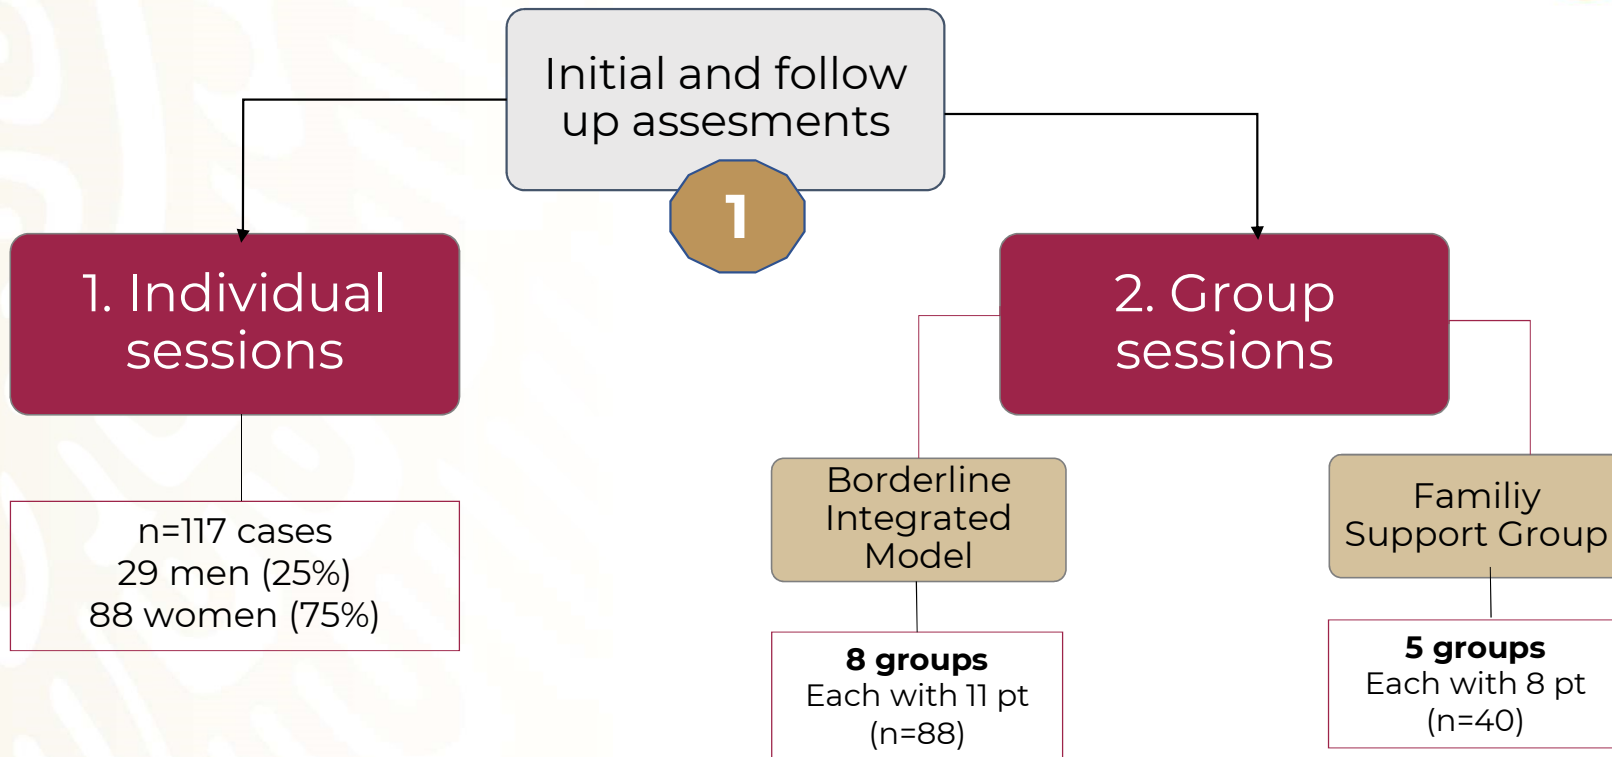 Initial and follow
up assesments
1
1. Individual
sessions
2. Group
sessions
n=117 cases
29 men (25%)
88 women (75%)
Borderline
Integrated
Model
Familiy
Support Group
8 groups
Each with 11 pt
(n=88)
5 groups
Each with 8 pt
(n=40)